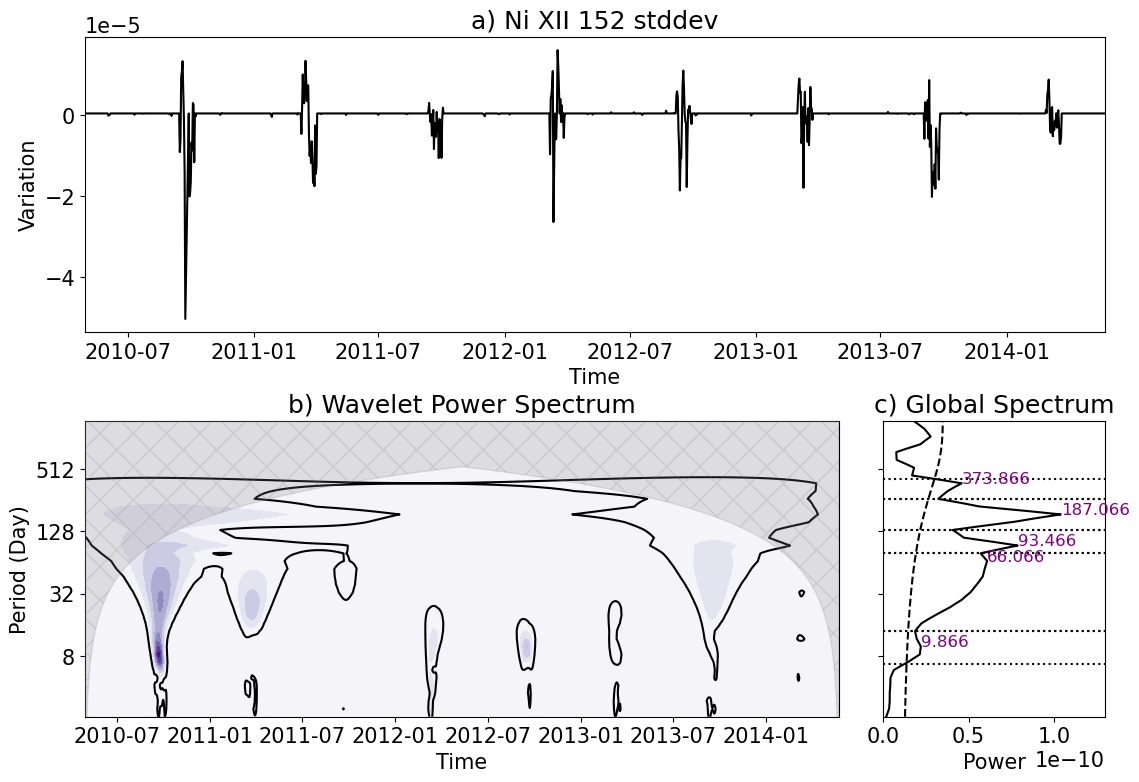 a) Ni XII 152 stddev
1e−5
0
−2
−4
Variation
2010-07 2011-01 2011-07 2012-01 2012-07 2013-01 2013-07 2014-01
Time
b) Wavelet Power Spectrum
512
128
32
8
Period (Day)
2010-07 2011-01 2011-07 2012-01 2012-07 2013-01 2013-07 2014-01
Time
c) Global Spectrum
373.866
187.066
93.466
66.066
9.866
0.0 0.5 1.0
Power 1e−10